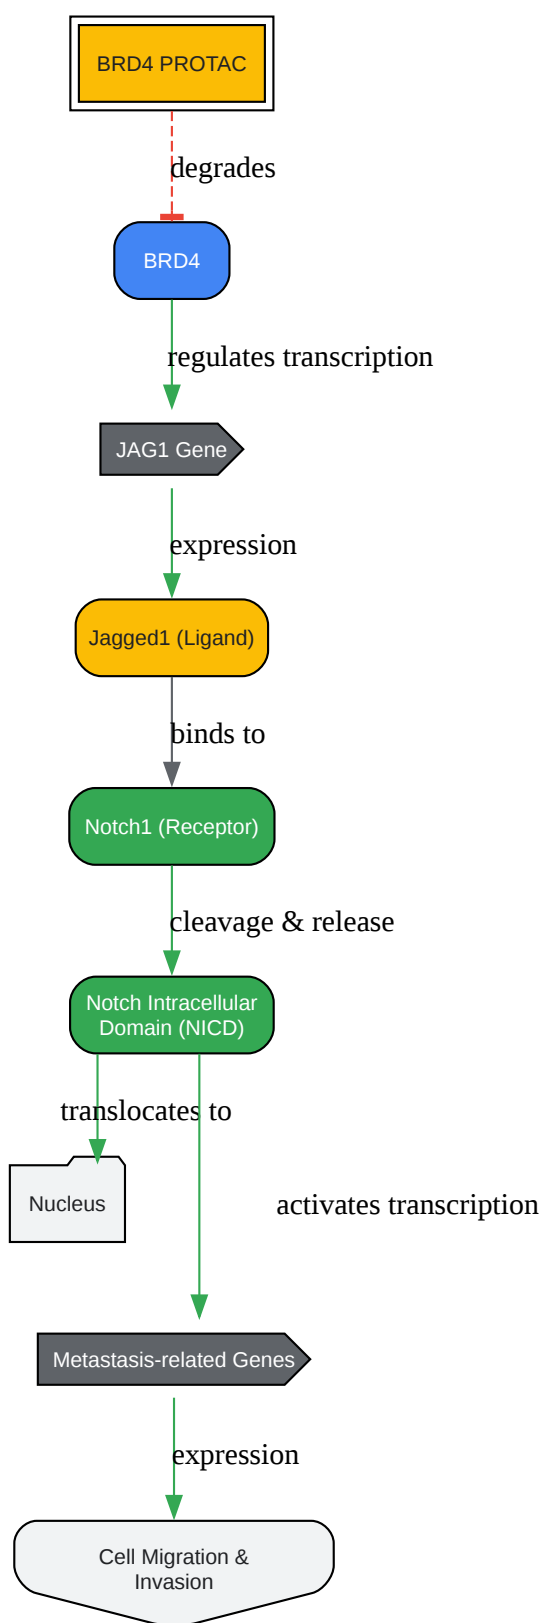 BRD4 PROTAC
degrades
BRD4
regulates transcription
JAG1 Gene
expression
Jagged1 (Ligand)
binds to
Notch1 (Receptor)
cleavage & release
Notch Intracellular
Domain (NICD)
translocates to
Nucleus
activates transcription
Metastasis-related Genes
expression
Cell Migration &
Invasion